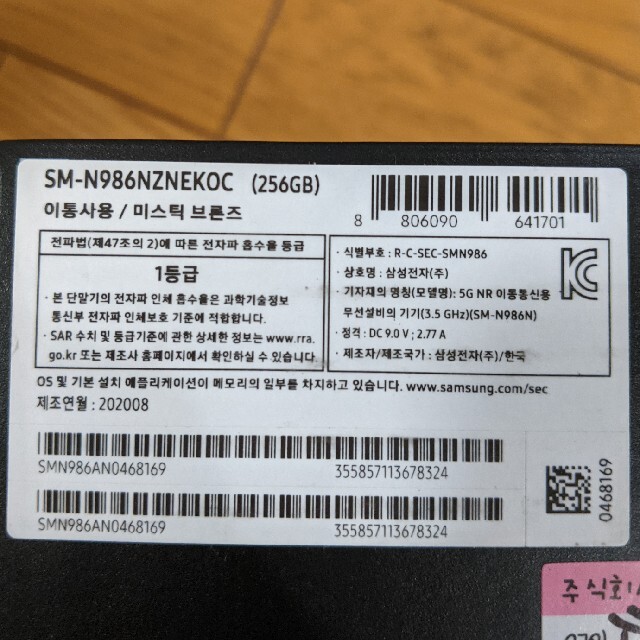 SM-N986NZNEKOC (256GB)
8 806090 641701
이통사용 / 미스틱 브론즈
전파법(제47조의 2)에 따른 전자파 흡수율 등급
1등급
· 본 단말기의 전자파 인체 흡수율은 과학기술정보
통신부 전자파 인체보호 기준에 적합합니다.
· SAR 수치 및 등급기준에 관한 상세한 정보는 www.rra.
go.kr 또는 제조사 홈페이지에서 확인하실 수 있습니다.
· 식별부호 : R-C-SEC-SMN986
· 상호명 : 삼성전자(주)
· 기자재의 명칭(모델명) : 5G NR 이동통신용
무선설비의 기기(3.5 GHz)(SM-N986N)
· 정격 : DC 9.0 V ; 2.77 A
· 제조자/제조국가 : 삼성전자(주)/한국
OS 및 기본 설치 애플리케이션이 메모리의 일부를 차지하고 있습니다. www.samsung.com/sec
제조연월 : 202008
SMN986AN0468169 355857113678324
SMN986AN0468169 355857113678324
0468169
주식회